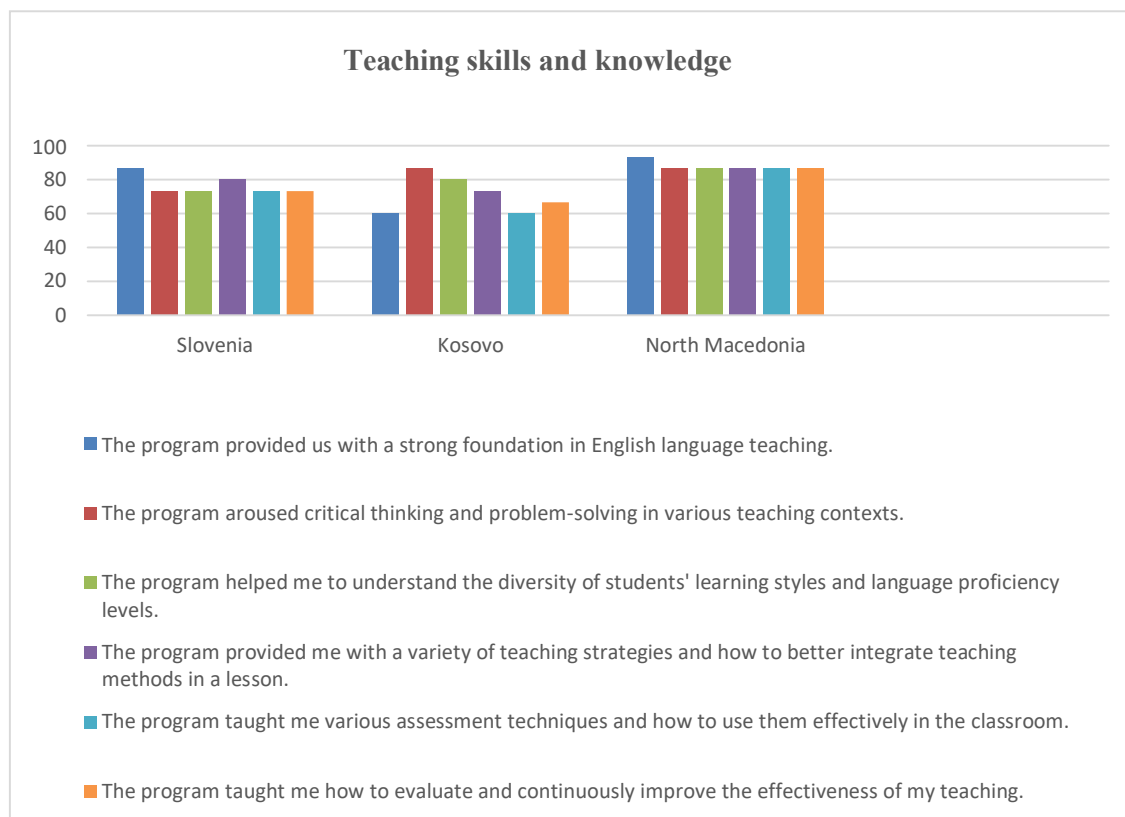 Teaching skills and knowledge
100
80
60
40
20
0
Slovenia
Kosovo
North Macedonia
The program provided us with a strong foundation in English language teaching.
The program aroused critical thinking and problem-solving in various teaching contexts.
The program helped me to understand the diversity of students' learning styles and language proficiency
levels.
The program provided me with a variety of teaching strategies and how to better integrate teaching
methods in a lesson.
The program taught me various assessment techniques and how to use them effectively in the classroom.
The program taught me how to evaluate and continuously improve the effectiveness of my teaching.